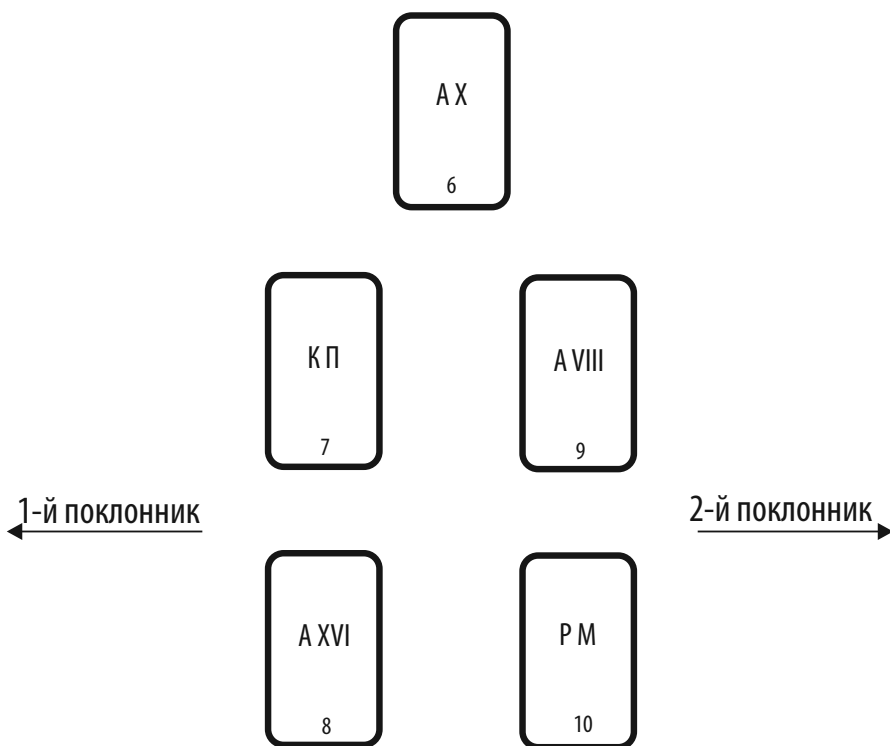 А X
6
К П
7
А VIII
9
1-й поклонник
2-й поклонник
А XVI
8
Р М
10